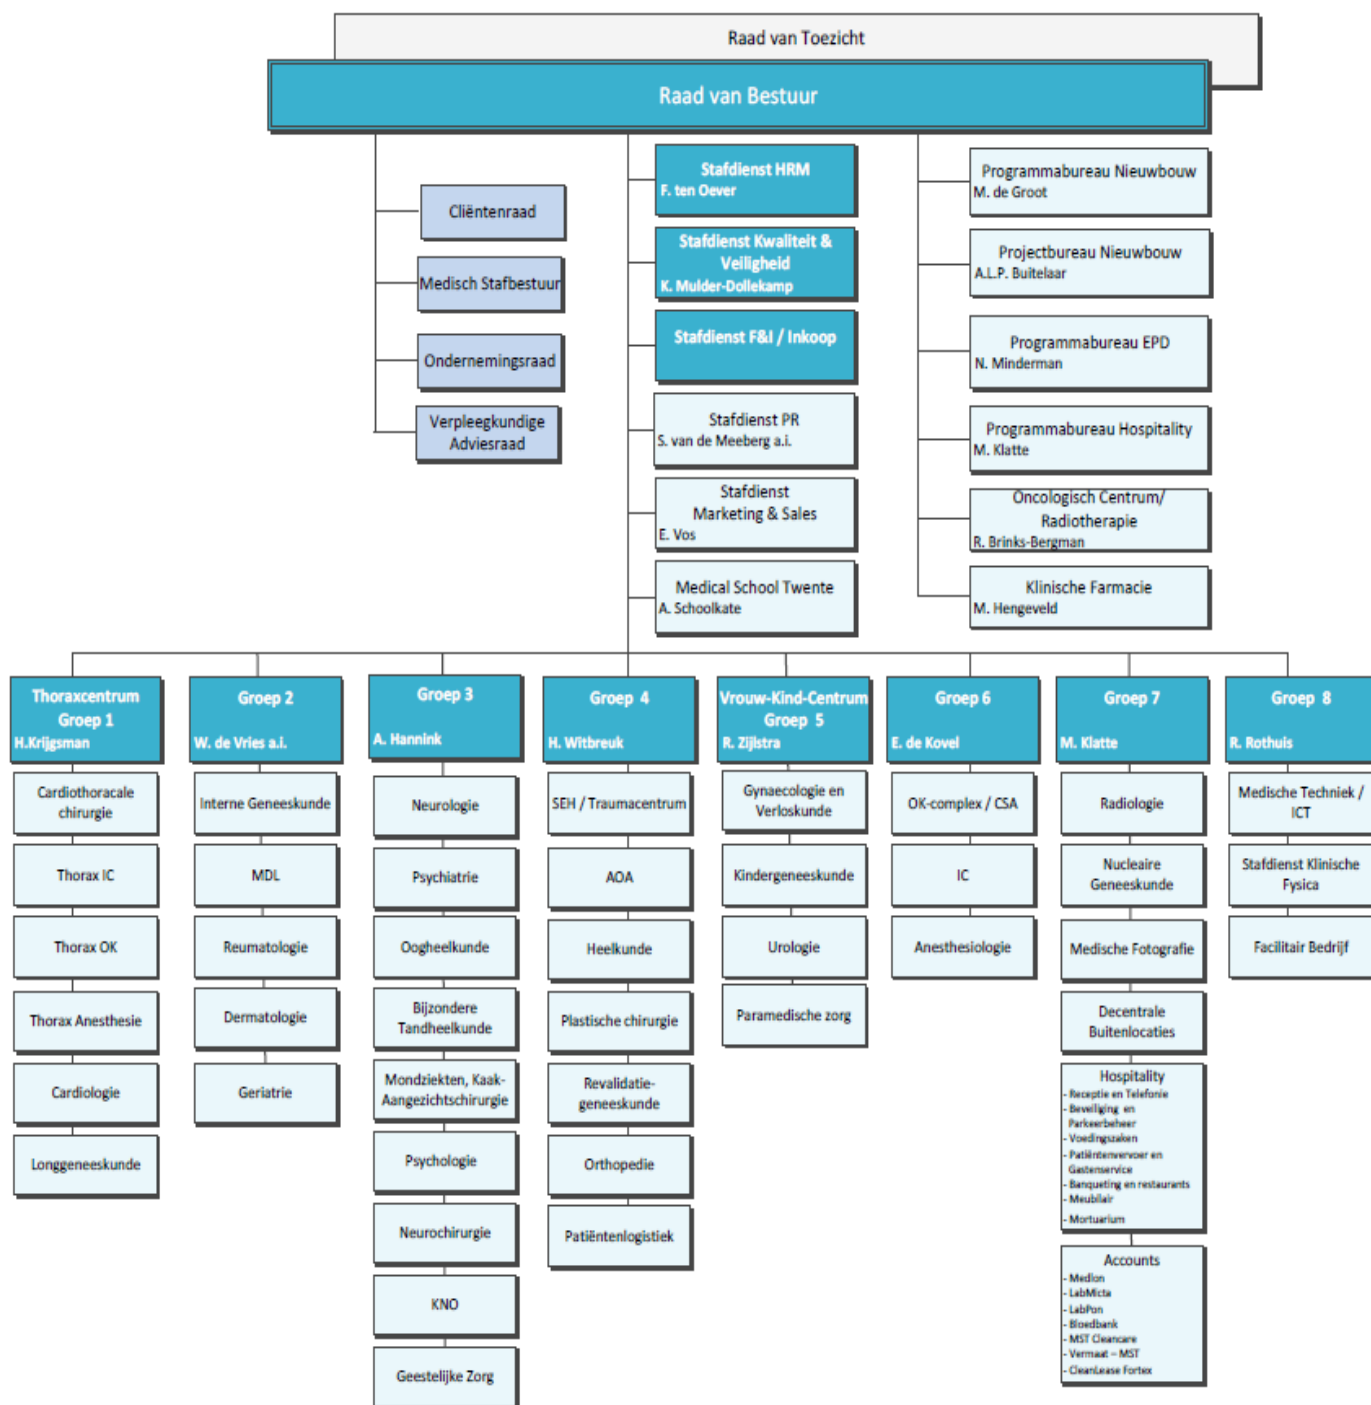 Raad van Toezicht
Raad van Bestuur
Cliëntenraad
Medisch Stafbestuur
Ondernemingsraad
Verpleegkundige
Adviesraad
Stafdienst HRM
F. ten Oever
Stafdienst Kwaliteit &
Veiligheid
K. Mulder-Dollekamp
Stafdienst F&I / Inkoop
Stafdienst PR
S. van de Meeberg a.i.
Stafdienst
Marketing & Sales
E. Vos
Medical School Twente
A. Schoolkate
Programmabureau Nieuwbouw
M. de Groot
Projectbureau Nieuwbouw
A.L.P. Buitelaar
Programmabureau EPD
N. Minderman
Programmabureau Hospitality
M. Klatte
Oncologisch Centrum/
Radiotherapie
R. Brinks-Bergman
Klinische Farmacie
M. Hengeveld
Thoraxcentrum
Groep 1
H.Krijgsman
Cardiothoracale
chirurgie
Thorax IC
Thorax OK
Thorax Anesthesie
Cardiologie
Longgeneeskunde
Groep 2
W. de Vries a.i.
Interne Geneeskunde
MDL
Reumatologie
Dermatologie
Geriatrie
Groep 3
A. Hannink
Neurologie
Psychiatrie
Oogheelkunde
Bijzondere
Tandheelkunde
Mondziekten, Kaak-
Aangezichtschirurgie
Psychologie
Neurochirurgie
KNO
Geestelijke Zorg
Groep 4
H. Witbreuk
SEH / Traumacentrum
AOA
Heelkunde
Plastische chirurgie
Revalidatie-
geneeskunde
Orthopedie
Patiëntenlogistiek
Vrouw-Kind-Centrum
Groep 5
R. Zijlstra
Gynaecologie en
Verloskunde
Kindergeneeskunde
Urologie
Paramedische zorg
Groep 6
E. de Kovel
OK-complex / CSA
IC
Anesthesiologie
Groep 7
M. Klatte
Radiologie
Nucleaire
Geneeskunde
Medische Fotografie
Decentrale
Buitenlocaties
Hospitality
- Receptie en Telefonie
- Beveiliging en
Parkeerbeheer
- Voedingszaken
- Patiëntenvervoer en
Gastenservice
- Banqueting en restaurants
- Meubilair
- Mortuarium
Accounts
- Medlon
- LabMicta
- LabPon
- Bloedbank
- MST Cleancare
- Vermaat – MST
- CleanLease Fortex
Groep 8
R. Rothuis
Medische Techniek /
ICT
Stafdienst Klinische
Fysica
Facilitair Bedrijf